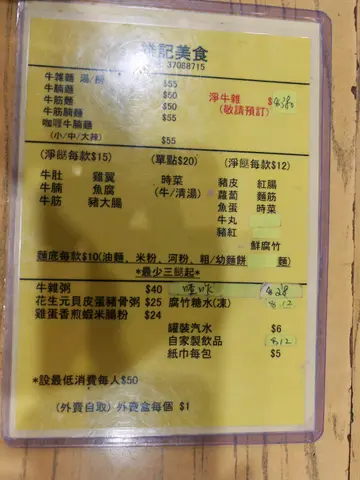 記美食
37088715
牛雜麵 湯/
$55
牛腩麵 $50
牛筋麵 $50
牛筋腩麵
咖喱牛腩麵
(小/中/大辣) $55
淨牛雜 $
(敬請預訂)
(淨餸每款$15) (單點$20) (淨餸每款$12)
牛肚 雞翼 時菜 豬皮 紅腸
牛腩 魚腐 (牛/清湯) 蘿蔔 麵筋
牛筋 豬大腸 魚蛋 時菜
牛丸
豬紅
鮮腐竹
麵底每款$10(油麵、米粉、河粉、粗/幼麵餅 麵)
*最少三餸起*
牛雜粥 $40 喳咋 $28
花生元貝皮蛋豬骨粥 $25 腐竹糖水(凍) $12
雞蛋香煎蝦米腸粉 $24
罐裝汽水 $6
自家製飲品 $12
紙巾每包 $5
*設最低消費每人$50
(外賣自取) 外賣盒每個 $1